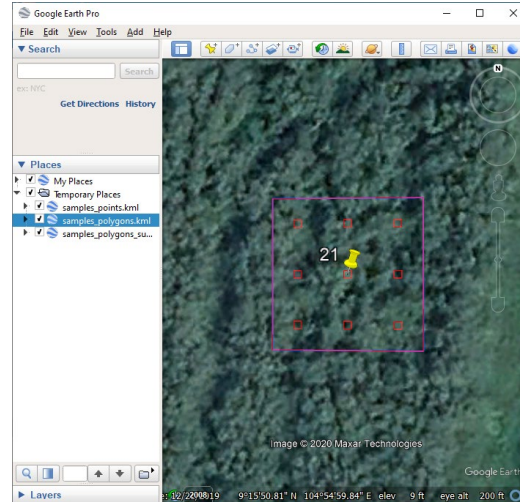 Google Earth Pro
File Edit View Tools Add Help
Search
Search
ex: NYC
Get Directions History
Places
My Places
Temporary Places
samples_points.kml
samples_polygons.kml
samples_polygons_su...
Layers
21
Image © 2020 Maxar Technologies
Google Earth
2008
9°15'50.81" N 104°54'59.84" E elev 9 ft eye alt 200 ft
N